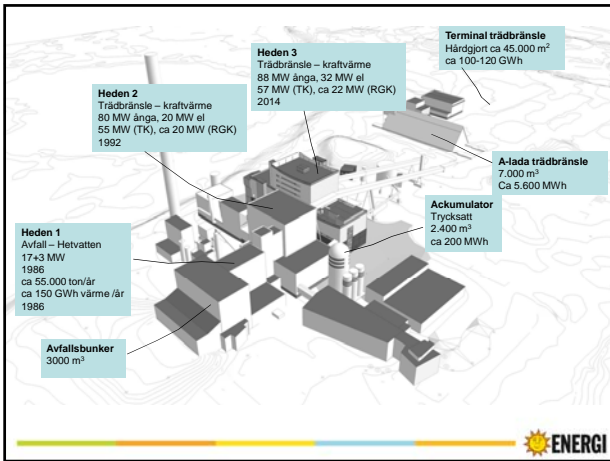 Terminal trädbränsle
Hårdgjort ca 45.000 m²
ca 100-120 GWh
Heden 3
Trädbränsle – kraftvärme
88 MW ånga, 32 MW el
57 MW (TK), ca 22 MW (RGK)
2014
Heden 2
Trädbränsle – kraftvärme
80 MW ånga, 20 MW el
55 MW (TK), ca 20 MW (RGK)
1992
A-lada trädbränsle
7.000 m³
Ca 5.600 MWh
Ackumulator
Trycksatt
2.400 m³
ca 200 MWh
Heden 1
Avfall – Hetvatten
17+3 MW
1986
ca 55.000 ton/år
ca 150 GWh värme /år
1986
Avfallsbunker
3000 m³
ENERGI